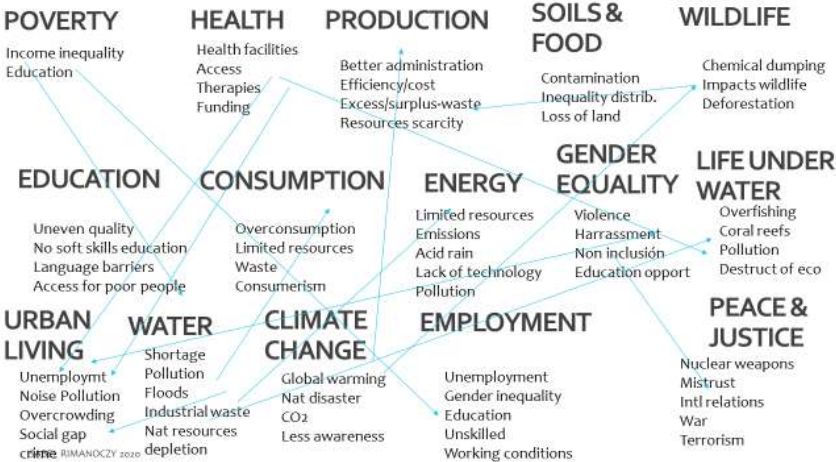 POVERTY
Income inequality
Education
HEALTH
Health facilities
Access
Therapies
Funding
PRODUCTION
Better administration
Efficiency/cost
Excess/surplus-waste
Resources scarcity
SOILS &
FOOD
Contamination
Inequality distrib.
Loss of land
WILDLIFE
Chemical dumping
Impacts wildlife
Deforestation
EDUCATION
Uneven quality
No soft skills education
Language barriers
Access for poor people
CONSUMPTION
Overconsumption
Limited resources
Waste
Consumerism
ENERGY
Limited resources
Emissions
Acid rain
Lack of technology
Pollution
GENDER
EQUALITY
Violence
Harrassment
Non inclusión
Education opport
LIFE UNDER
WATER
Overfishing
Coral reefs
Pollution
Destruct of eco
URBAN
LIVING
Unemploymt
Noise Pollution
Overcrowding
Social gap
crime
RIMANOCZY 2020
WATER
Shortage
Pollution
Floods
Industrial waste
Nat resources
depletion
CLIMATE
CHANGE
Global warming
Nat disaster
CO2
Less awareness
EMPLOYMENT
Unemployment
Gender inequality
Education
Unskilled
Working conditions
PEACE &
JUSTICE
Nuclear weapons
Mistrust
Intl relations
War
Terrorism